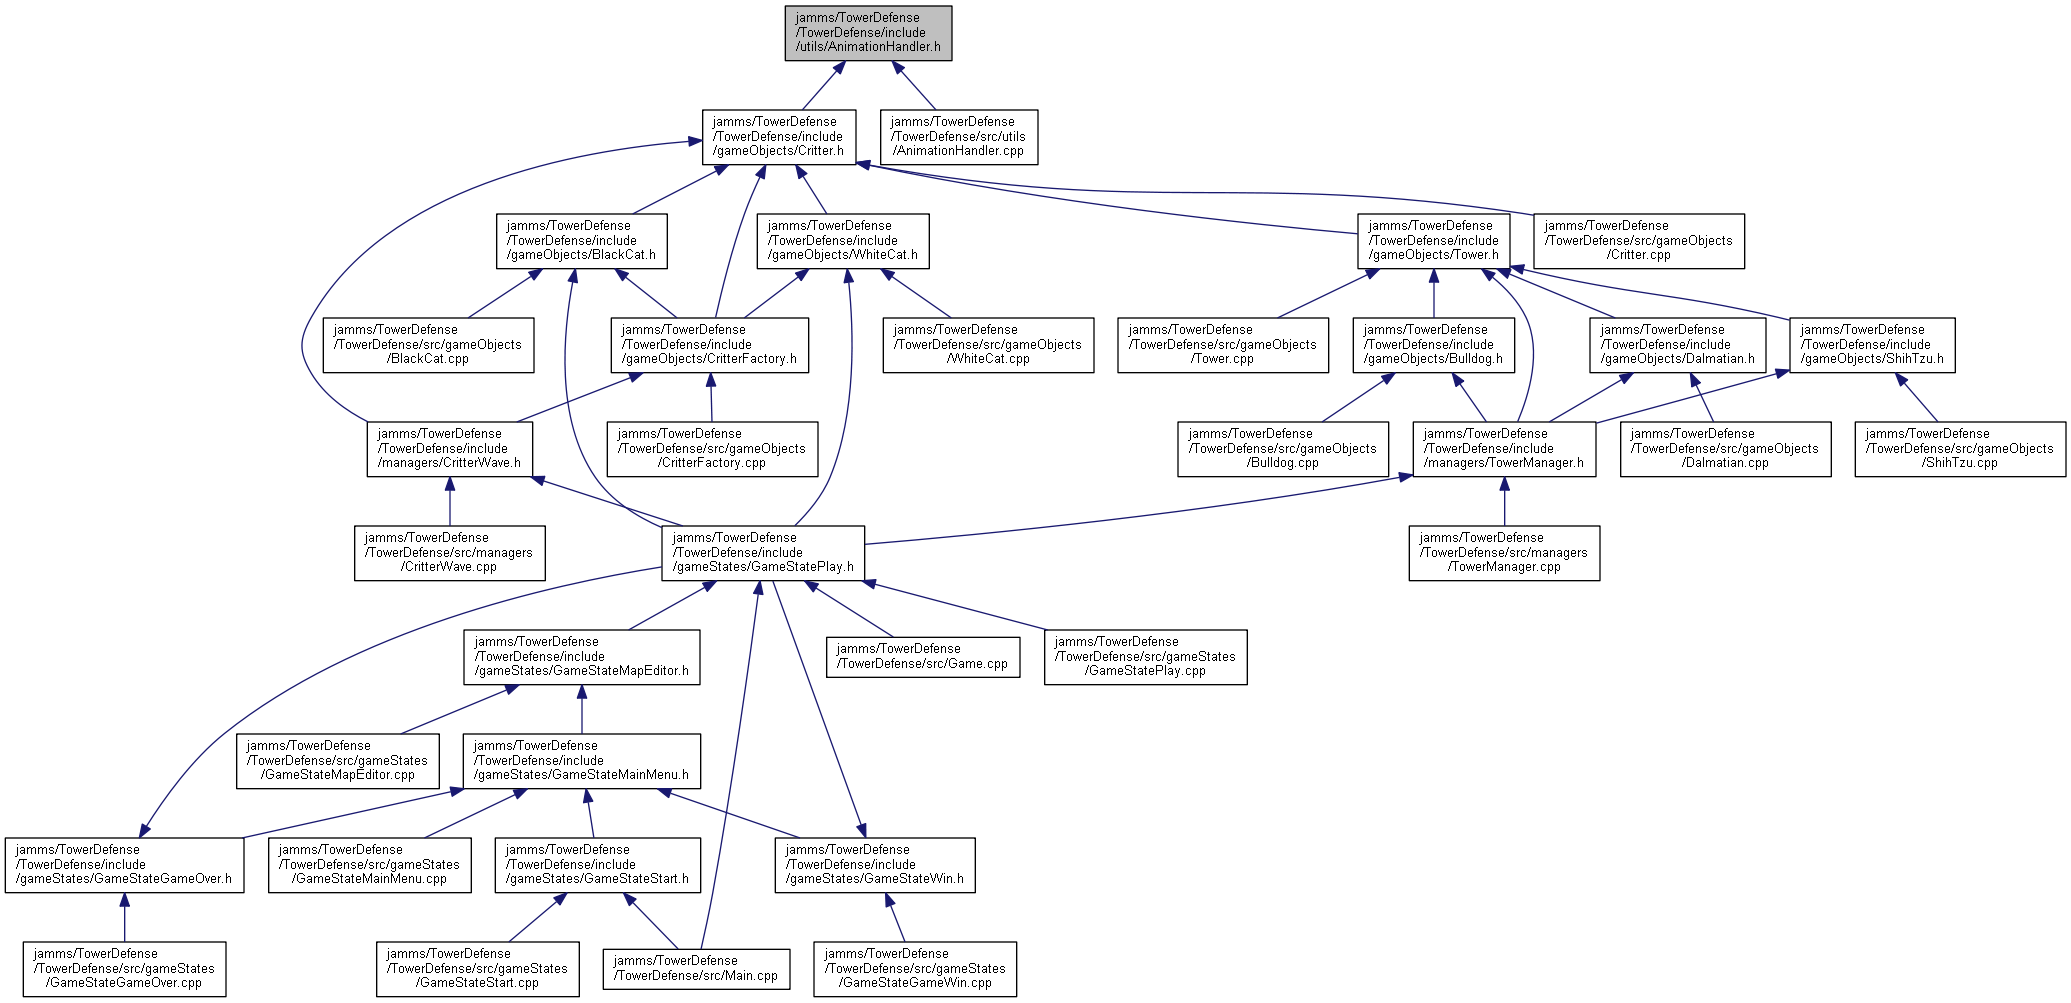 jamms/TowerDefense
/TowerDefense/include
/utils/AnimationHandler.h
jamms/TowerDefense
/TowerDefense/include
/gameObjects/Critter.h
jamms/TowerDefense
/TowerDefense/src/utils
/AnimationHandler.cpp
jamms/TowerDefense
/TowerDefense/include
/gameObjects/BlackCat.h
jamms/TowerDefense
/TowerDefense/include
/gameObjects/WhiteCat.h
jamms/TowerDefense
/TowerDefense/include
/gameObjects/Tower.h
jamms/TowerDefense
/TowerDefense/src/gameObjects
/Critter.cpp
jamms/TowerDefense
/TowerDefense/src/gameObjects
/BlackCat.cpp
jamms/TowerDefense
/TowerDefense/include
/gameObjects/CritterFactory.h
jamms/TowerDefense
/TowerDefense/src/gameObjects
/WhiteCat.cpp
jamms/TowerDefense
/TowerDefense/src/gameObjects
/Tower.cpp
jamms/TowerDefense
/TowerDefense/include
/gameObjects/Bulldog.h
jamms/TowerDefense
/TowerDefense/include
/gameObjects/Dalmatian.h
jamms/TowerDefense
/TowerDefense/include
/gameObjects/ShihTzu.h
jamms/TowerDefense
/TowerDefense/include
/managers/CritterWave.h
jamms/TowerDefense
/TowerDefense/src/gameObjects
/CritterFactory.cpp
jamms/TowerDefense
/TowerDefense/src/gameObjects
/Bulldog.cpp
jamms/TowerDefense
/TowerDefense/include
/managers/TowerManager.h
jamms/TowerDefense
/TowerDefense/src/gameObjects
/Dalmatian.cpp
jamms/TowerDefense
/TowerDefense/src/gameObjects
/ShihTzu.cpp
jamms/TowerDefense
/TowerDefense/src/managers
/CritterWave.cpp
jamms/TowerDefense
/TowerDefense/include
/gameStates/GameStatePlay.h
jamms/TowerDefense
/TowerDefense/src/managers
/TowerManager.cpp
jamms/TowerDefense
/TowerDefense/include
/gameStates/GameStateMapEditor.h
jamms/TowerDefense
/TowerDefense/src/Game.cpp
jamms/TowerDefense
/TowerDefense/src/gameStates
/GameStatePlay.cpp
jamms/TowerDefense
/TowerDefense/src/gameStates
/GameStateMapEditor.cpp
jamms/TowerDefense
/TowerDefense/include
/gameStates/GameStateMainMenu.h
jamms/TowerDefense
/TowerDefense/include
/gameStates/GameStateGameOver.h
jamms/TowerDefense
/TowerDefense/src/gameStates
/GameStateMainMenu.cpp
jamms/TowerDefense
/TowerDefense/include
/gameStates/GameStateStart.h
jamms/TowerDefense
/TowerDefense/include
/gameStates/GameStateWin.h
jamms/TowerDefense
/TowerDefense/src/gameStates
/GameStateGameOver.cpp
jamms/TowerDefense
/TowerDefense/src/gameStates
/GameStateStart.cpp
jamms/TowerDefense
/TowerDefense/src/Main.cpp
jamms/TowerDefense
/TowerDefense/src/gameStates
/GameStateGameWin.cpp